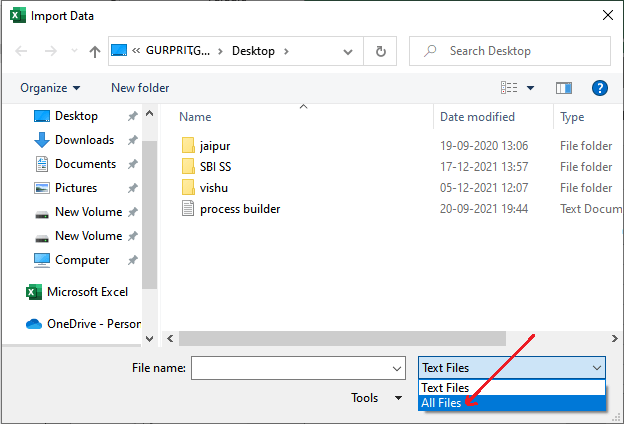 Import Data
GURPRIT.G... Desktop
Search Desktop
Organize New folder
Name Date modified Type
Desktop
Downloads
Documents
Pictures
New Volume
New Volume
Computer
Microsoft Excel
OneDrive - Person
jaipur 19-09-2020 13:06 File folder
SBI SS 17-12-2021 13:57 File folder
vishu 05-12-2021 12:07 File folder
process builder 20-09-2021 19:44 Text Docum
File name: Text Files
Text Files
All Files
Tools